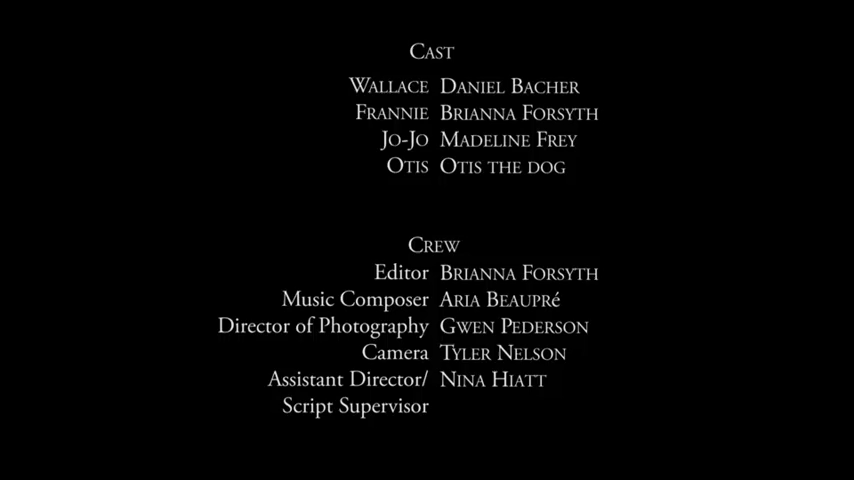 Cast
Wallace Daniel Bacher
Frannie Brianna Forsyth
Jo-Jo Madeline Frey
Otis Otis the dog
Crew
Editor Brianna Forsyth
Music Composer Aria Beaupré
Director of Photography Gwen Pederson
Camera Tyler Nelson
Assistant Director/ Nina Hiatt
Script Supervisor